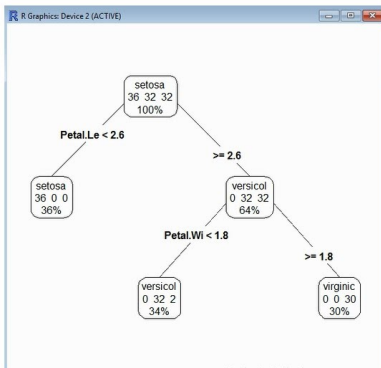 R Graphics: Device 2 (ACTIVE)
setosa
36 32 32
100%
Petal.Le < 2.6
>= 2.6
setosa
36 0 0
36%
versicol
0 32 32
64%
Petal.Wi < 1.8
>= 1.8
versicol
0 32 2
34%
virginic
0 0 30
30%